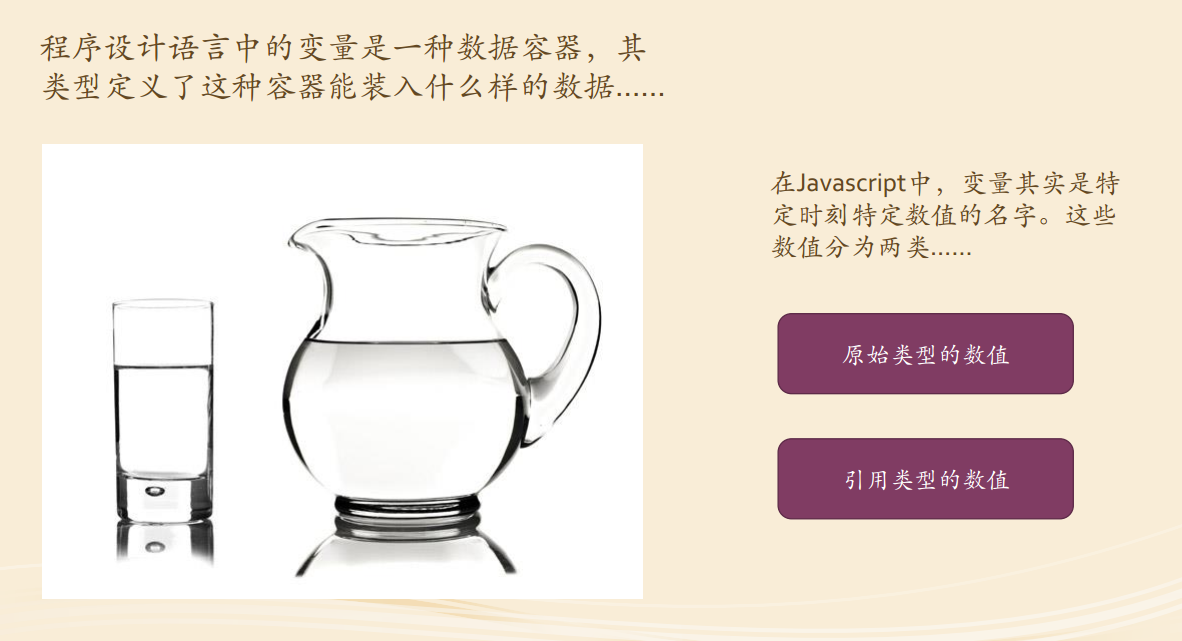 程序设计语言中的变量是一种数据容器，其
类型定义了这种容器能装入什么样的数据……
在Javascript中，变量其实是特
定时刻特定数值的名字。这些
数值分为两类……
原始类型的数值
引用类型的数值